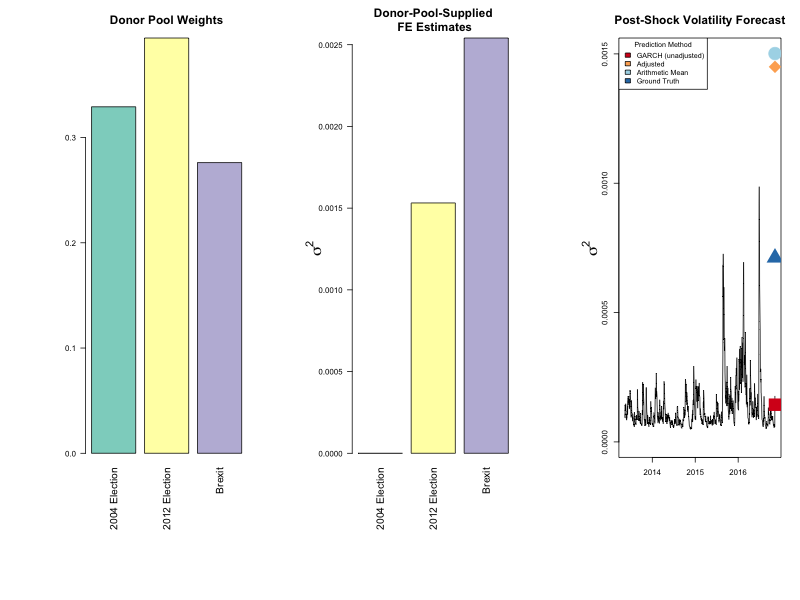 Donor Pool Weights
0.3
0.2
0.1
0.0
2004 Election
2012 Election
Brexit
Donor-Pool-Supplied
FE Estimates
σ²
0.0025
0.0020
0.0015
0.0010
0.0005
0.0000
2004 Election
2012 Election
Brexit
Post-Shock Volatility Forecast
Prediction Method
GARCH (unadjusted)
Adjusted
Arithmetic Mean
Ground Truth
σ²
0.0015
0.0010
0.0005
0.0000
2014
2015
2016